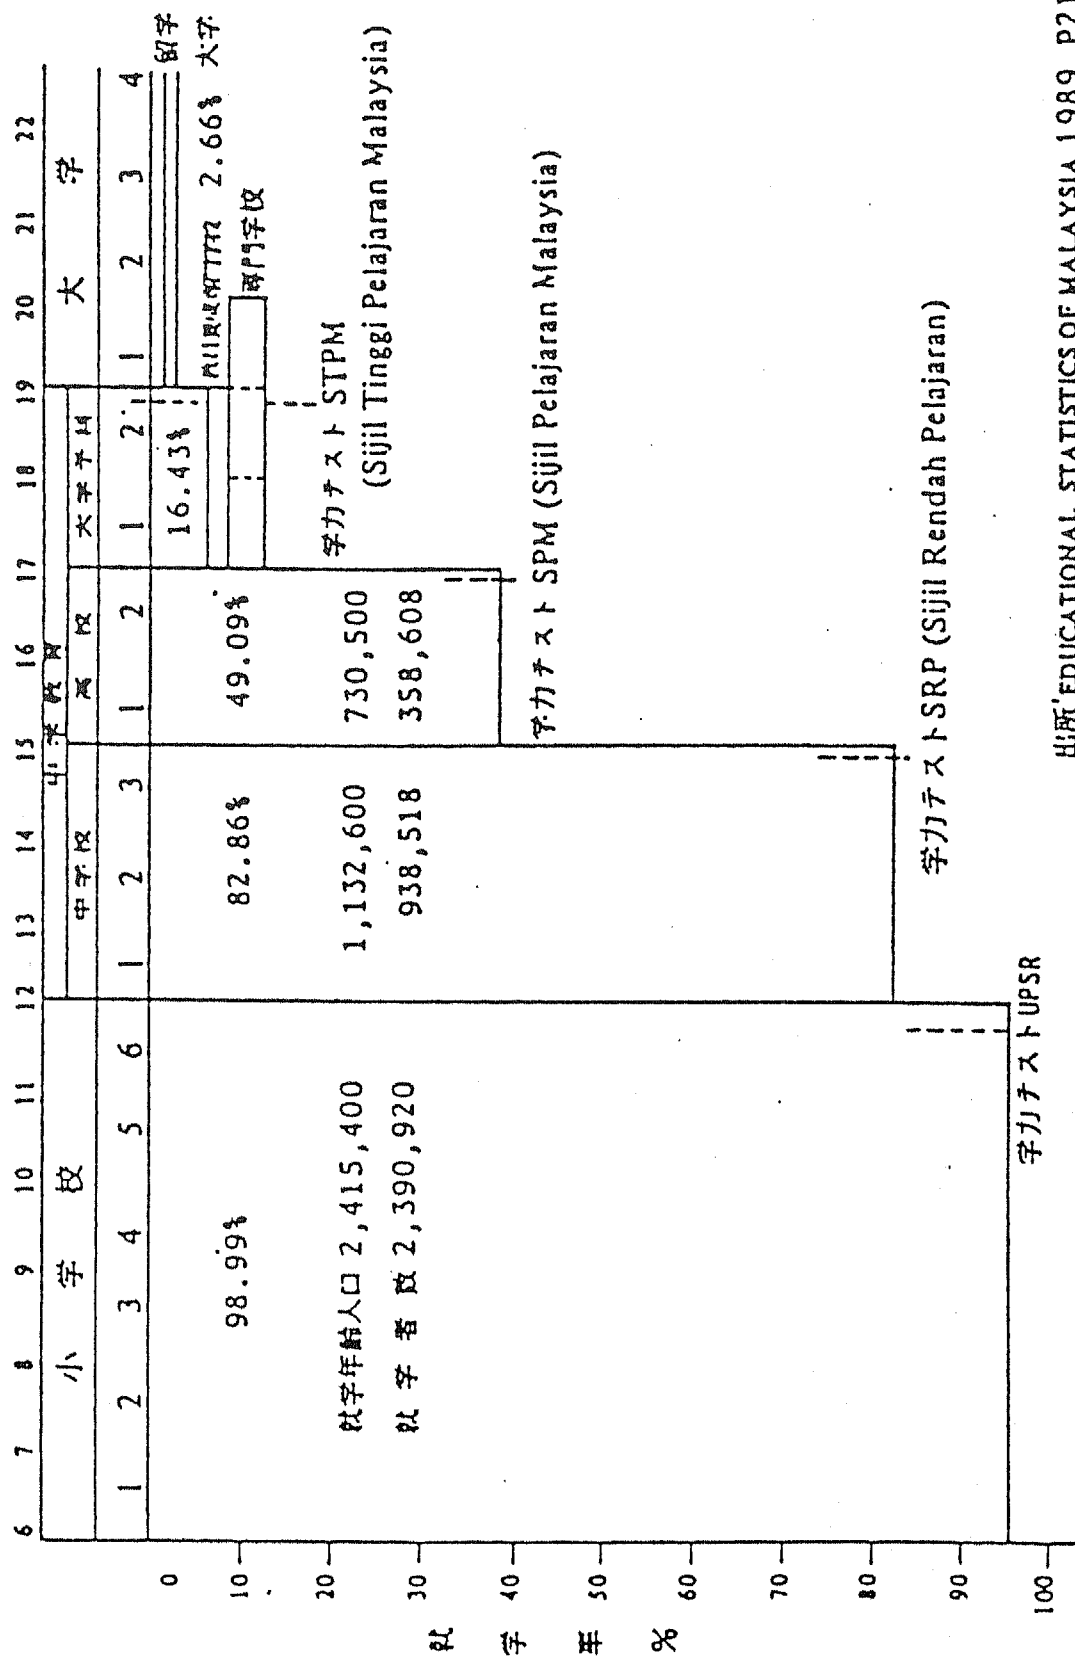 6 7 8 9 10 11 12 13 14 15 16 17 18 19 20 21 22
小学校 大学
中学校
1 2 3 4 5 6 1 2 3 1 2 1 2 1 2 3 4
留学
大学
2.66%
専門学校
16.43%
98.99% 82.86% 49.09%
就学年齢人口 2,415,400 1,132,600 730,500
就学者数 2,390,920 938,518 358,608
学力テスト STPM
(Sijil Tinggi Pelajaran Malaysia)
学力テスト SPM (Sijil Pelajaran Malaysia)
学力テスト SRP (Sijil Rendah Pelajaran)
学力テスト UPSR
0
10
20
30
40
50
60
70
80
90
100
就学率 %
出所 EDUCATIONAL STATISTICS OF MALAYSIA 1989